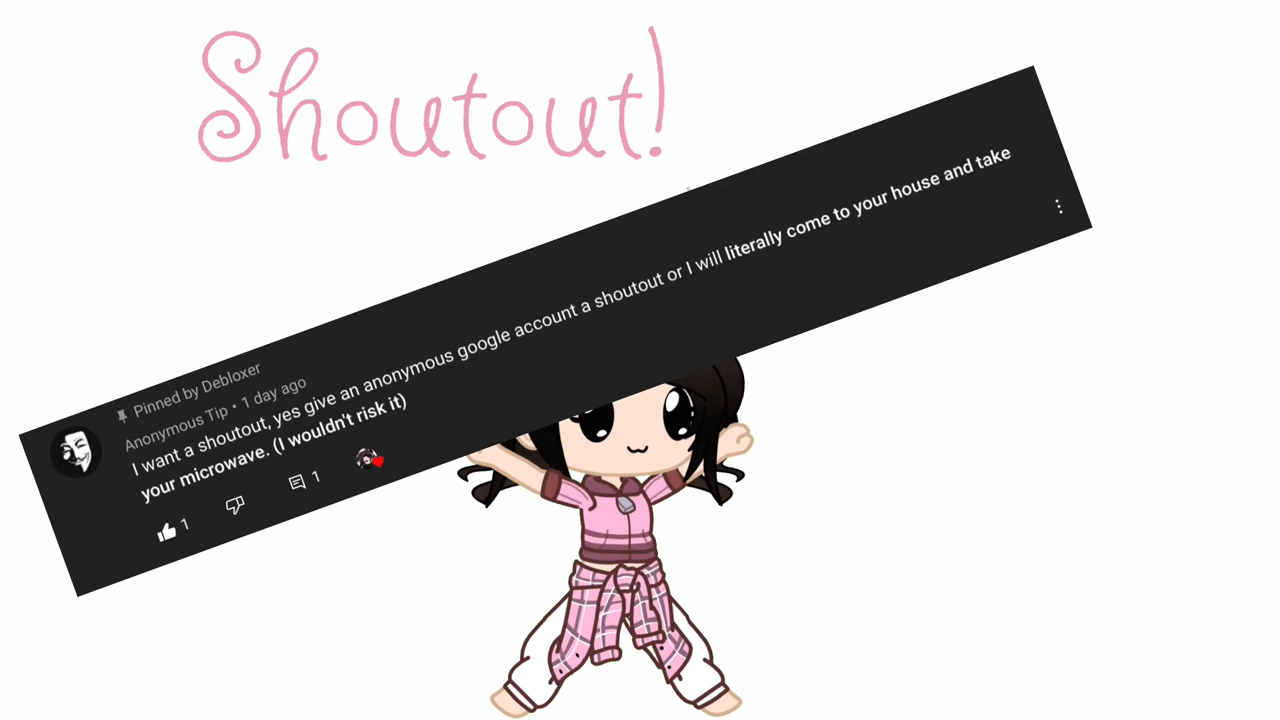 Shoutout!
Pinned by Debloxer
Anonymous Tip • 1 day ago
I want a shoutout, yes give an anonymous google account a shoutout or I will literally come to your house and take
your microwave. (I wouldn't risk it)
1
1